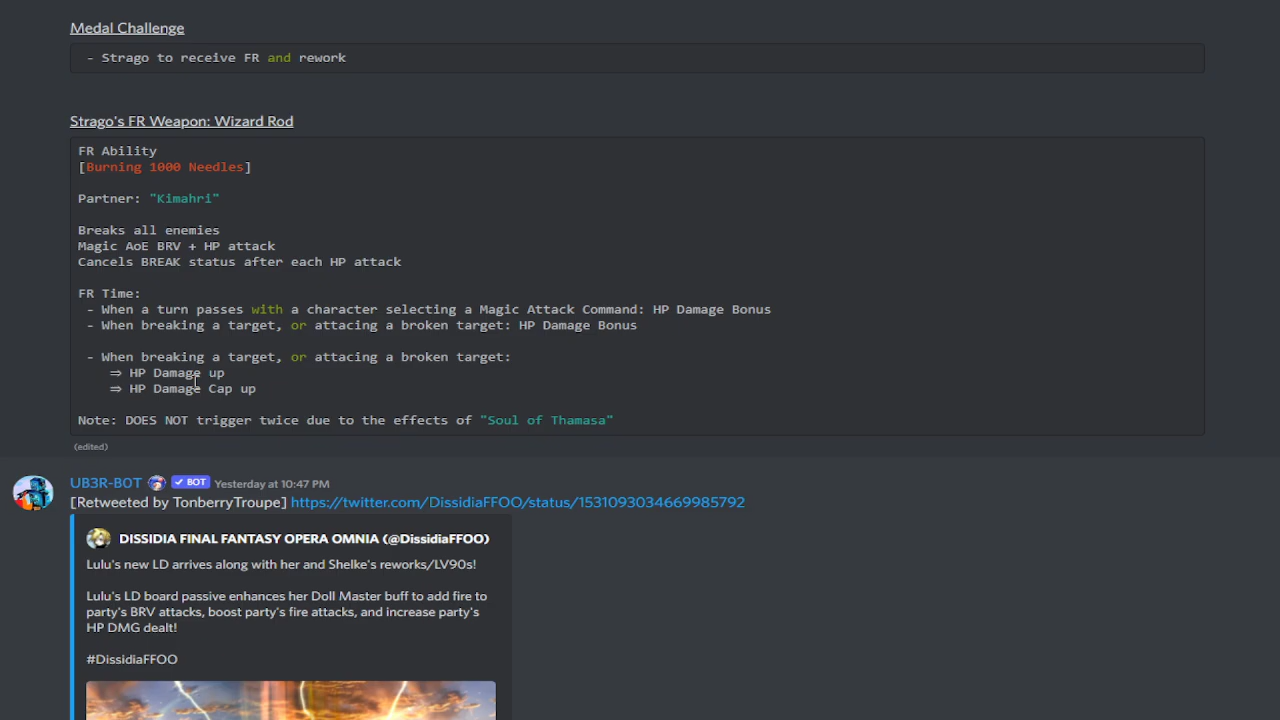 Medal Challenge
- Strago to receive FR and rework
Strago's FR Weapon: Wizard Rod
FR Ability
[Burning 1000 Needles]
Partner: "Kimahri"
Breaks all enemies
Magic AoE BRV + HP attack
Cancels BREAK status after each HP attack
FR Time:
- When a turn passes with a character selecting a Magic Attack Command: HP Damage Bonus
- When breaking a target, or attacing a broken target: HP Damage Bonus
- When breaking a target, or attacing a broken target:
⇒ HP Damage up
⇒ HP Damage Cap up
Note: DOES NOT trigger twice due to the effects of "Soul of Thamasa"
(edited)
UB3R-B0T ✓ BOT Yesterday at 10:47 PM
[Retweeted by TonberryTroupe] https://twitter.com/DissidiaFFOO/status/1531093034669985792
DISSIDIA FINAL FANTASY OPERA OMNIA (@DissidiaFFOO)
Lulu's new LD arrives along with her and Shelke's reworks/LV90s!
Lulu's LD board passive enhances her Doll Master buff to add fire to
party's BRV attacks, boost party's fire attacks, and increase party's
HP DMG dealt!
#DissidiaFFOO